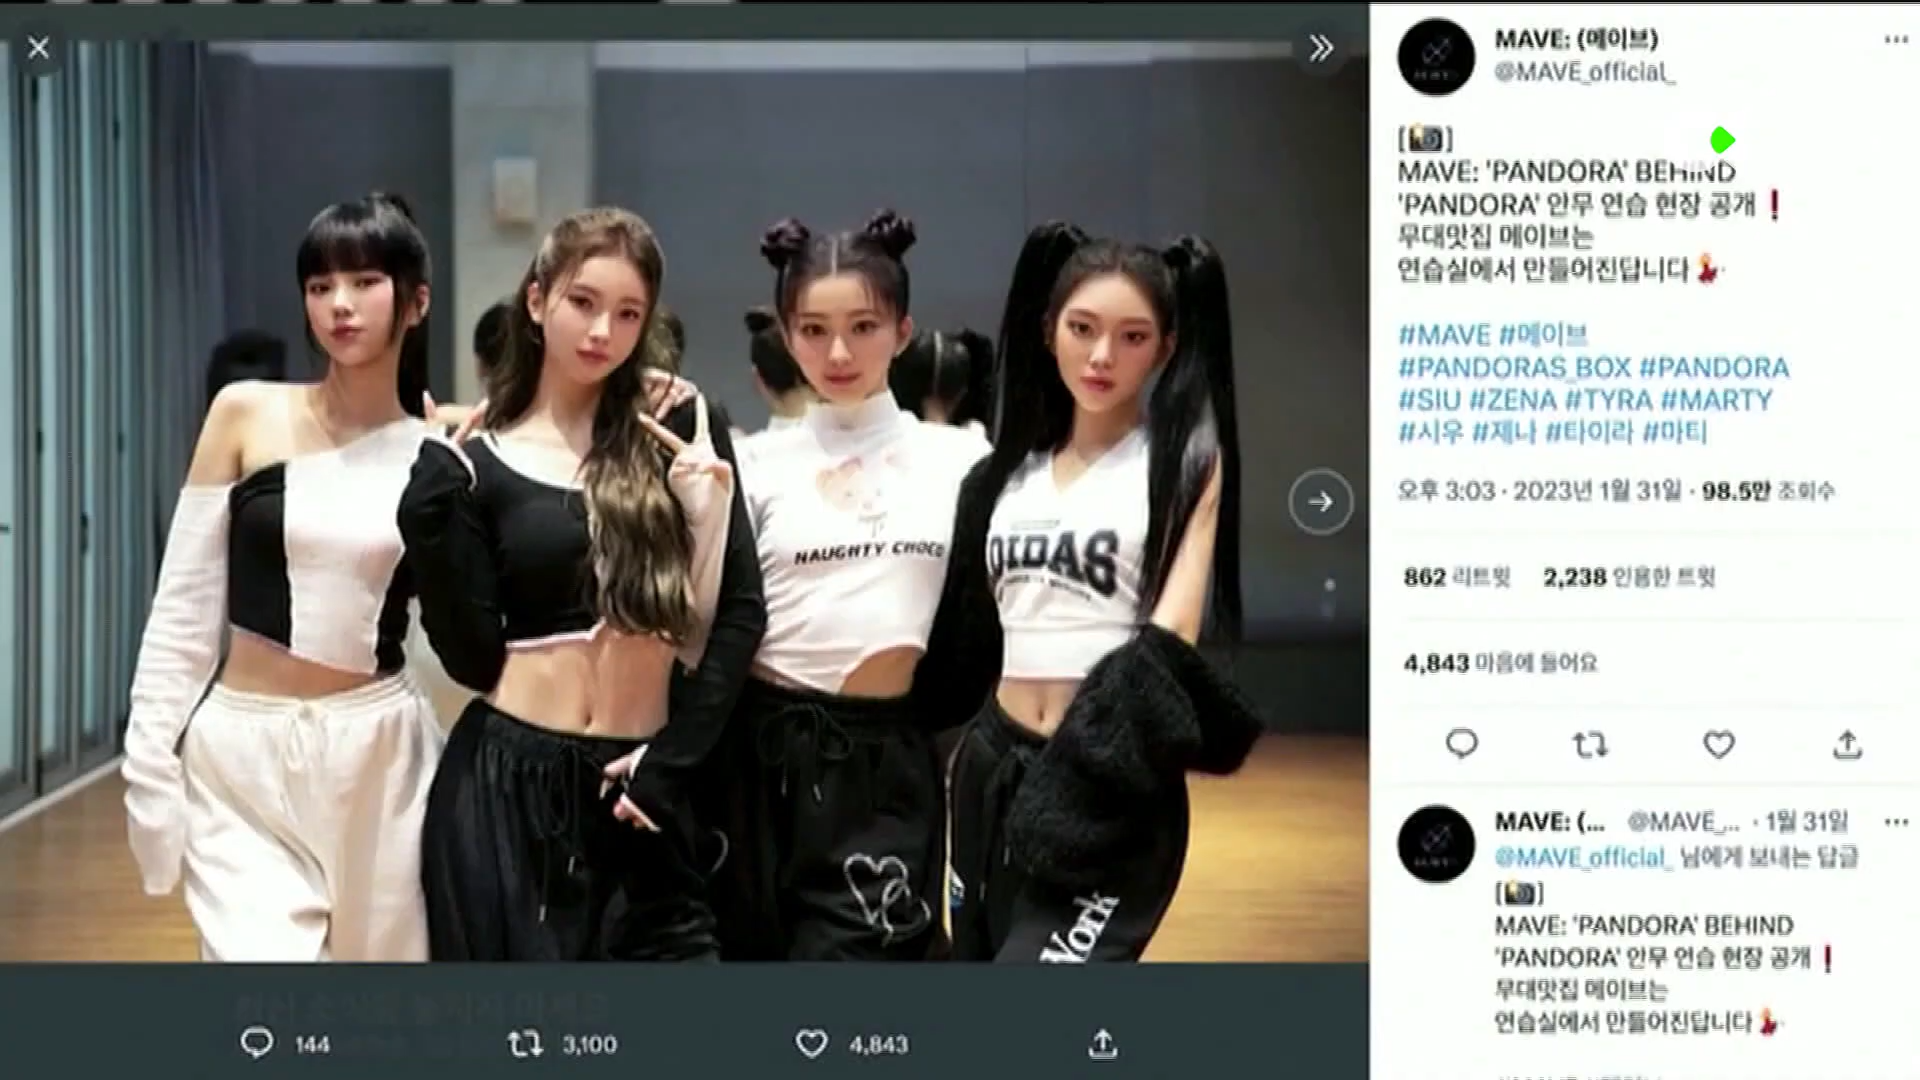 MAVE: (메이브)
@MAVE_official_
[📸]
MAVE: 'PANDORA' BEHIND
'PANDORA' 안무 연습 현장 공개❗
무대맛집 메이브는
연습실에서 만들어진답니다💃
#MAVE #메이브
#PANDORAS_BOX #PANDORA
#SIU #ZENA #TYRA #MARTY
#시우 #제나 #타이라 #마티
오후 3:03 · 2023년 1월 31일 · 98.5만 조회수
862 리트윗 2,238 인용한 트윗
4,843 마음에 들어요
MAVE: (... @MAVE_... · 1월 31일
@MAVE_official_ 님에게 보내는 답글
[📸]
MAVE: 'PANDORA' BEHIND
'PANDORA' 안무 연습 현장 공개❗
무대맛집 메이브는
연습실에서 만들어진답니다💃
NAUGHTY CHOCO
DIDAS
York
144 3,100 4,843